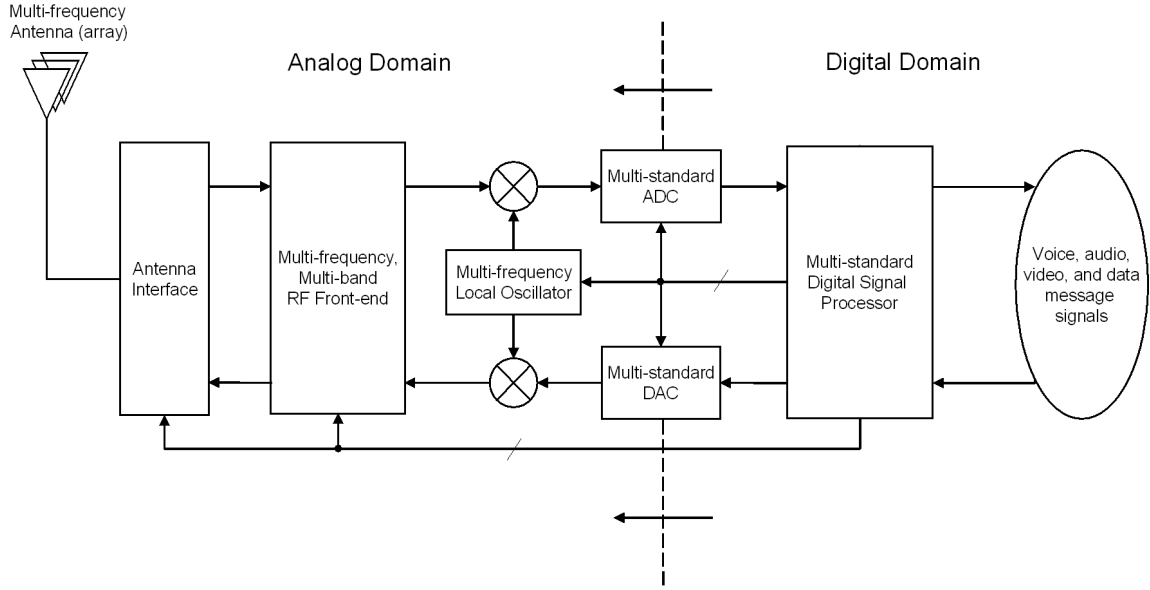 Multi-frequency
Antenna (array)
Analog Domain
Digital Domain
Antenna
Interface
Multi-frequency,
Multi-band
RF Front-end
Multi-frequency
Local Oscillator
Multi-standard
ADC
Multi-standard
DAC
Multi-standard
Digital Signal
Processor
Voice, audio,
video, and data
message
signals